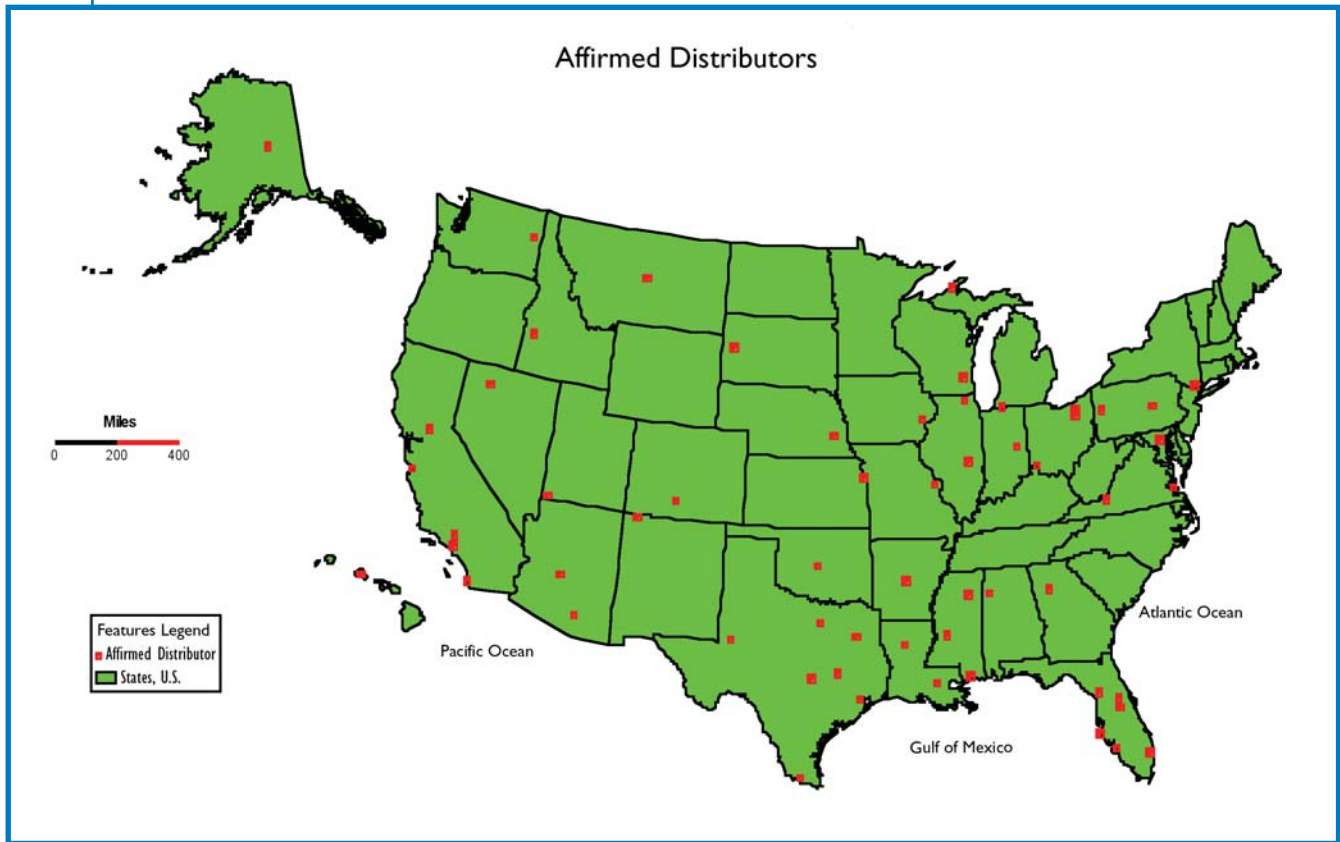 Affirmed Distributors
Miles
0 200 400
Features Legend
Affirmed Distributor
States, U.S.
Pacific Ocean
Atlantic Ocean
Gulf of Mexico